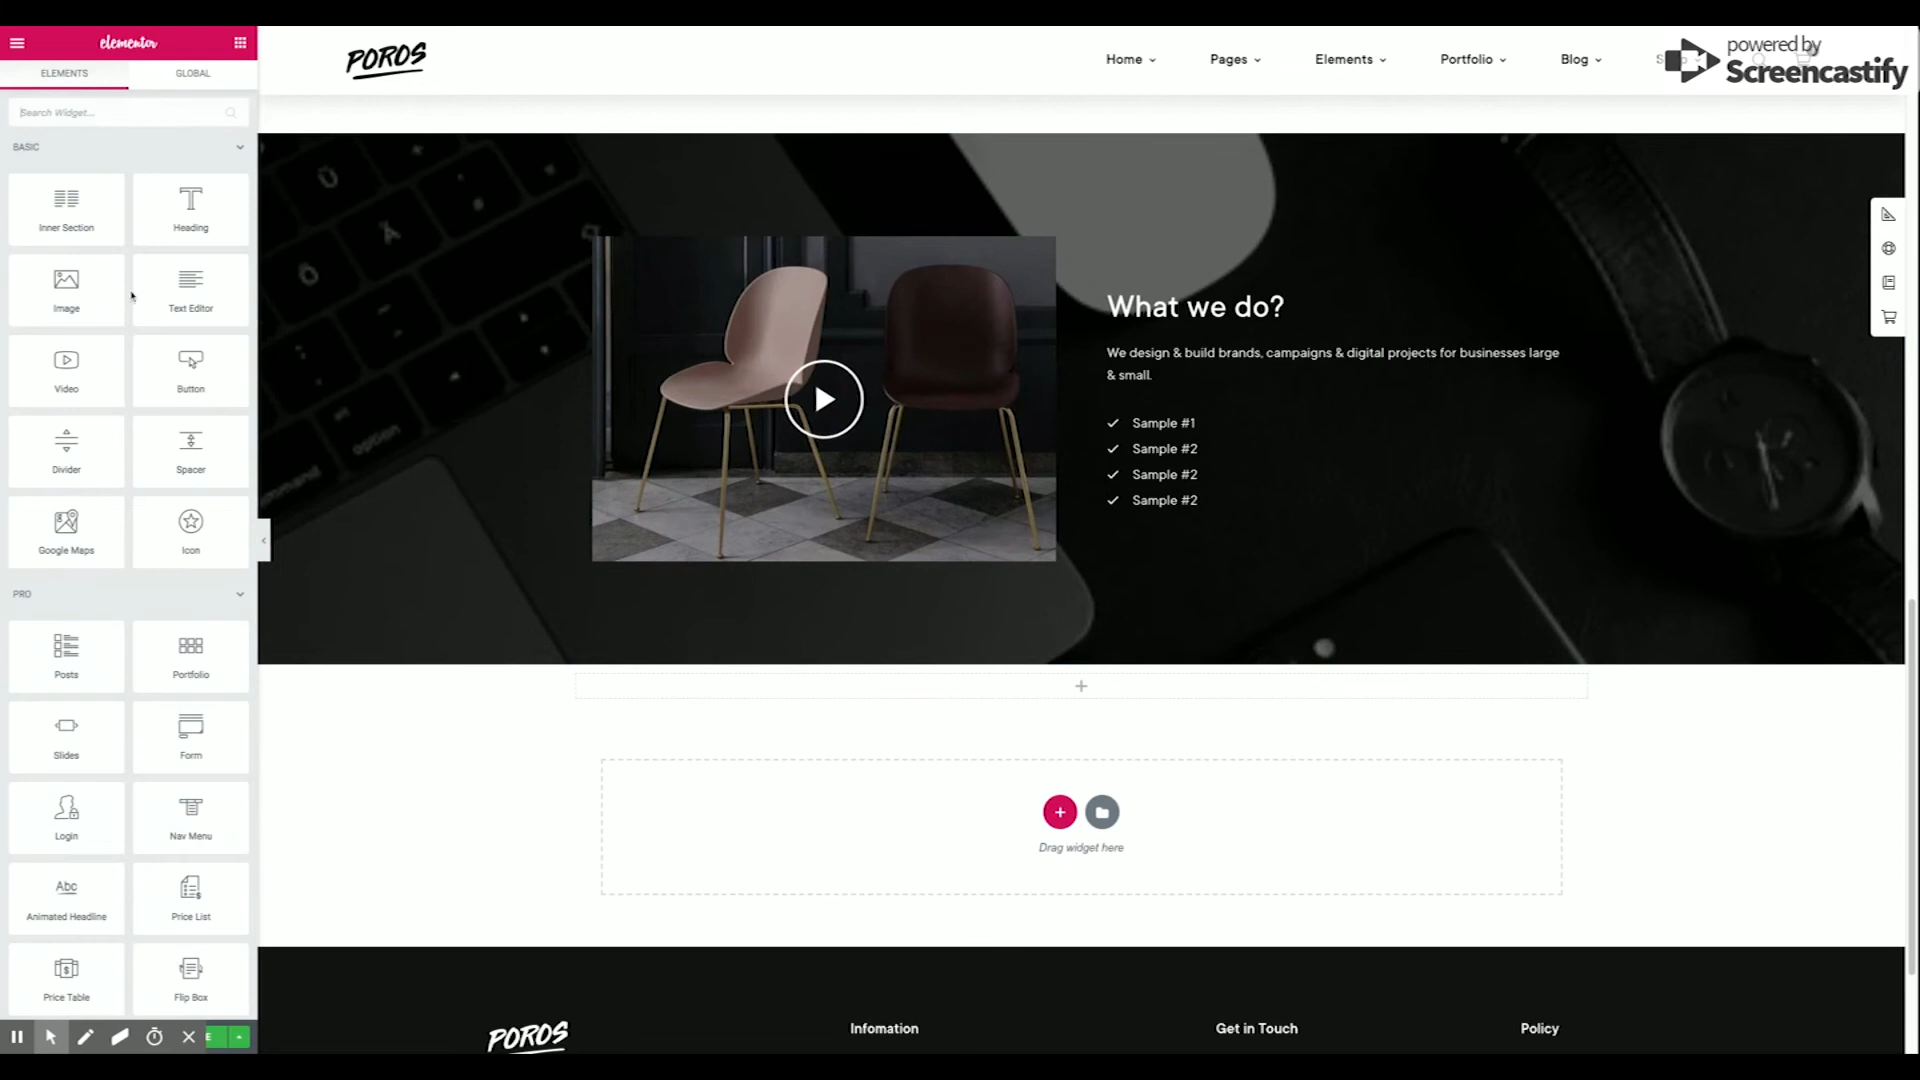 elementor
ELEMENTS
GLOBAL
Search Widget...
BASIC
Inner Section
Heading
Image
Text Editor
Video
Button
Divider
Spacer
Google Maps
Icon
PRO
Posts
Portfolio
Slides
Form
Login
Nav Menu
Abc
Animated Headline
Price List
Price Table
Flip Box
POROS
Home
Pages
Elements
Portfolio
Blog
powered by
Screencastify
command
option
What we do?
We design & build brands, campaigns & digital projects for businesses large
& small.
Sample #1
Sample #2
Sample #2
Sample #2
Drag widget here
POROS
Infomation
Get in Touch
Policy